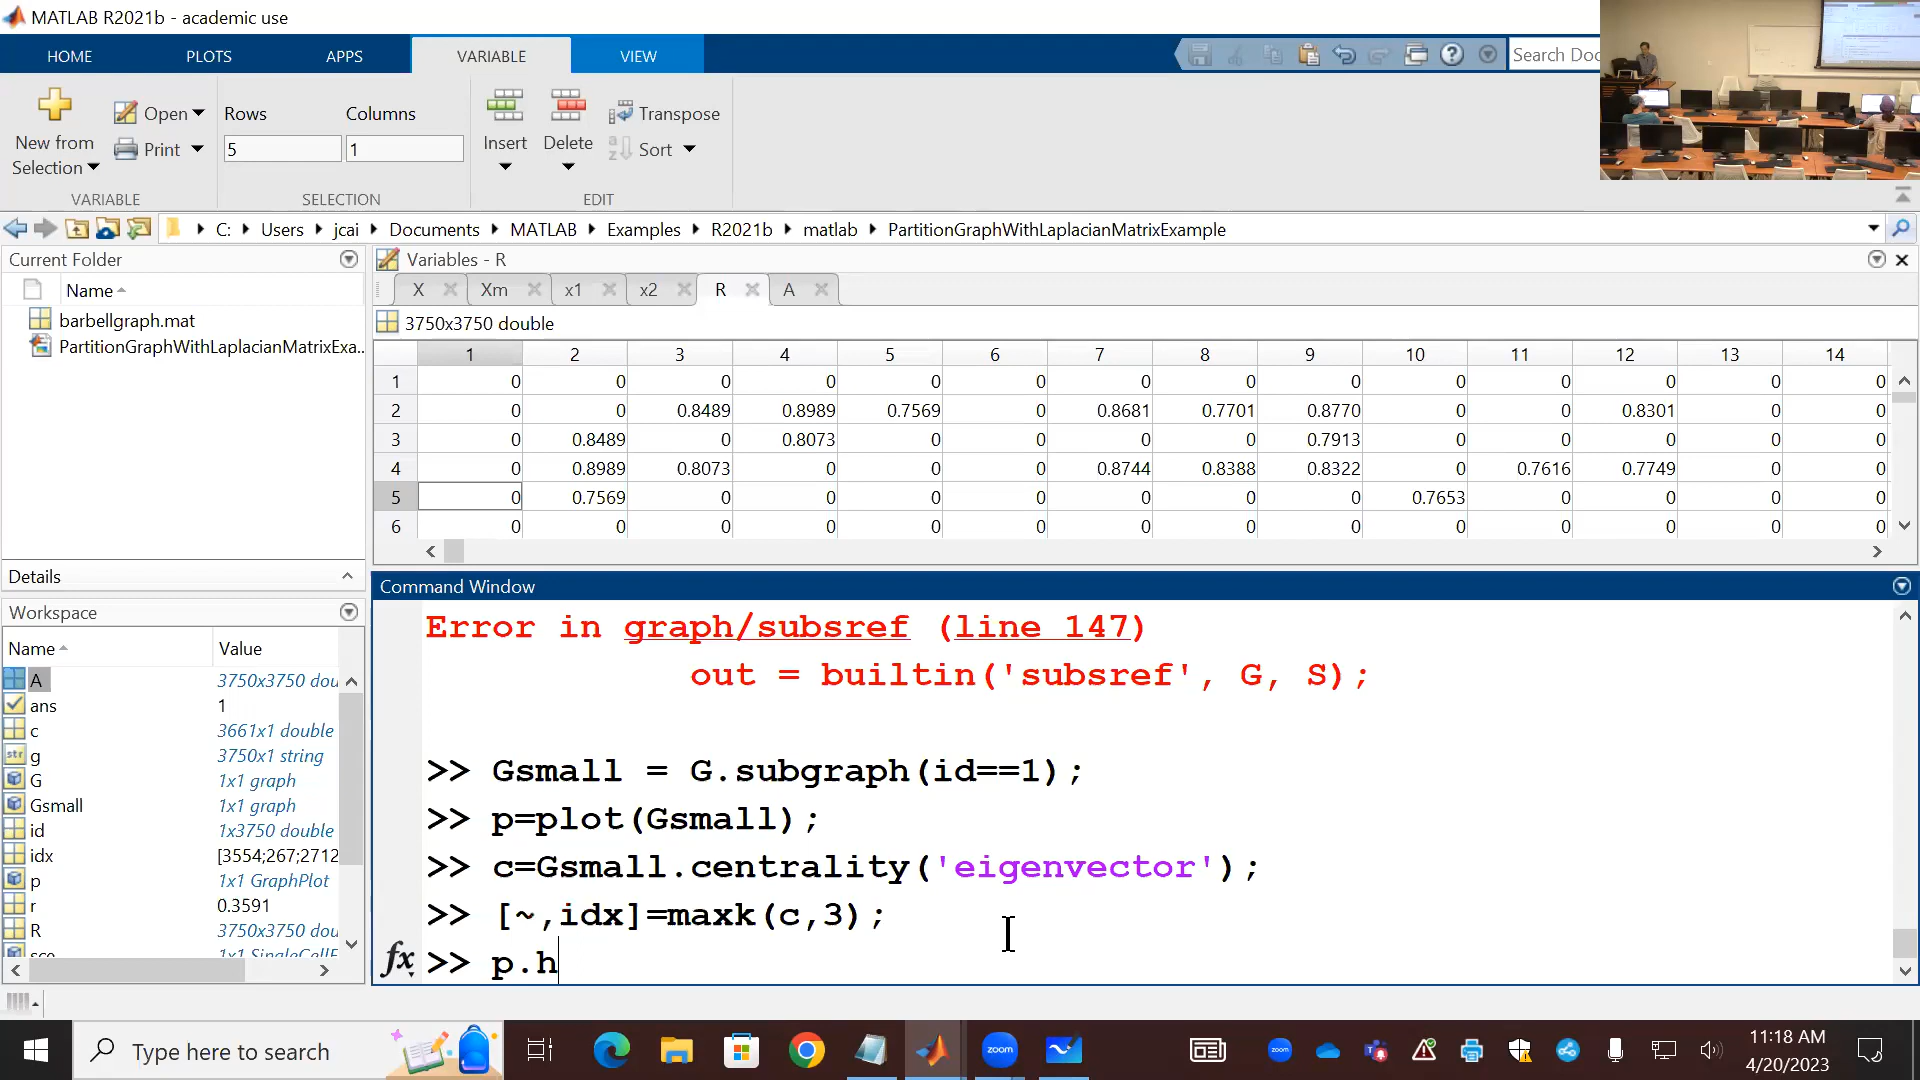 MATLAB R2021b - academic use
HOME PLOTS APPS VARIABLE VIEW
Search Doc
New from Selection
Open
Print
Rows Columns
5 1
Insert Delete
Transpose
Sort
VARIABLE SELECTION EDIT
C: Users jcai Documents MATLAB Examples R2021b matlab PartitionGraphWithLaplacianMatrixExample
Current Folder
Name
barbellgraph.mat
PartitionGraphWithLaplacianMatrixExa...
Details
Variables - R
X Xm x1 x2 R A
3750x3750 double
1 2 3 4 5 6 7 8 9 10 11 12 13 14
1 0 0 0 0 0 0 0 0 0 0 0 0 0 0
2 0 0 0.8489 0.8989 0.7569 0 0.8681 0.7701 0.8770 0 0 0.8301 0 0
3 0 0.8489 0 0.8073 0 0 0 0 0.7913 0 0 0 0 0
4 0 0.8989 0.8073 0 0 0 0.8744 0.8388 0.8322 0 0.7616 0.7749 0 0
5 0 0.7569 0 0 0 0 0 0 0 0.7653 0 0 0 0
6 0 0 0 0 0 0 0 0 0 0 0 0 0 0
Workspace
Name Value
A 3750x3750 dou
ans 1
c 3661x1 double
g 3750x1 string
G 1x1 graph
Gsmall 1x1 graph
id 1x3750 double
idx [3554;267;2712
p 1x1 GraphPlot
r 0.3591
R 3750x3750 dou
Command Window
Error in graph/subsref (line 147)
out = builtin('subsref', G, S);
>> Gsmall = G.subgraph(id==1);
>> p=plot(Gsmall);
>> c=Gsmall.centrality('eigenvector');
>> [~,idx]=maxk(c,3);
fx >> p.h
Type here to search
zoom
zoom
11:18 AM
4/20/2023